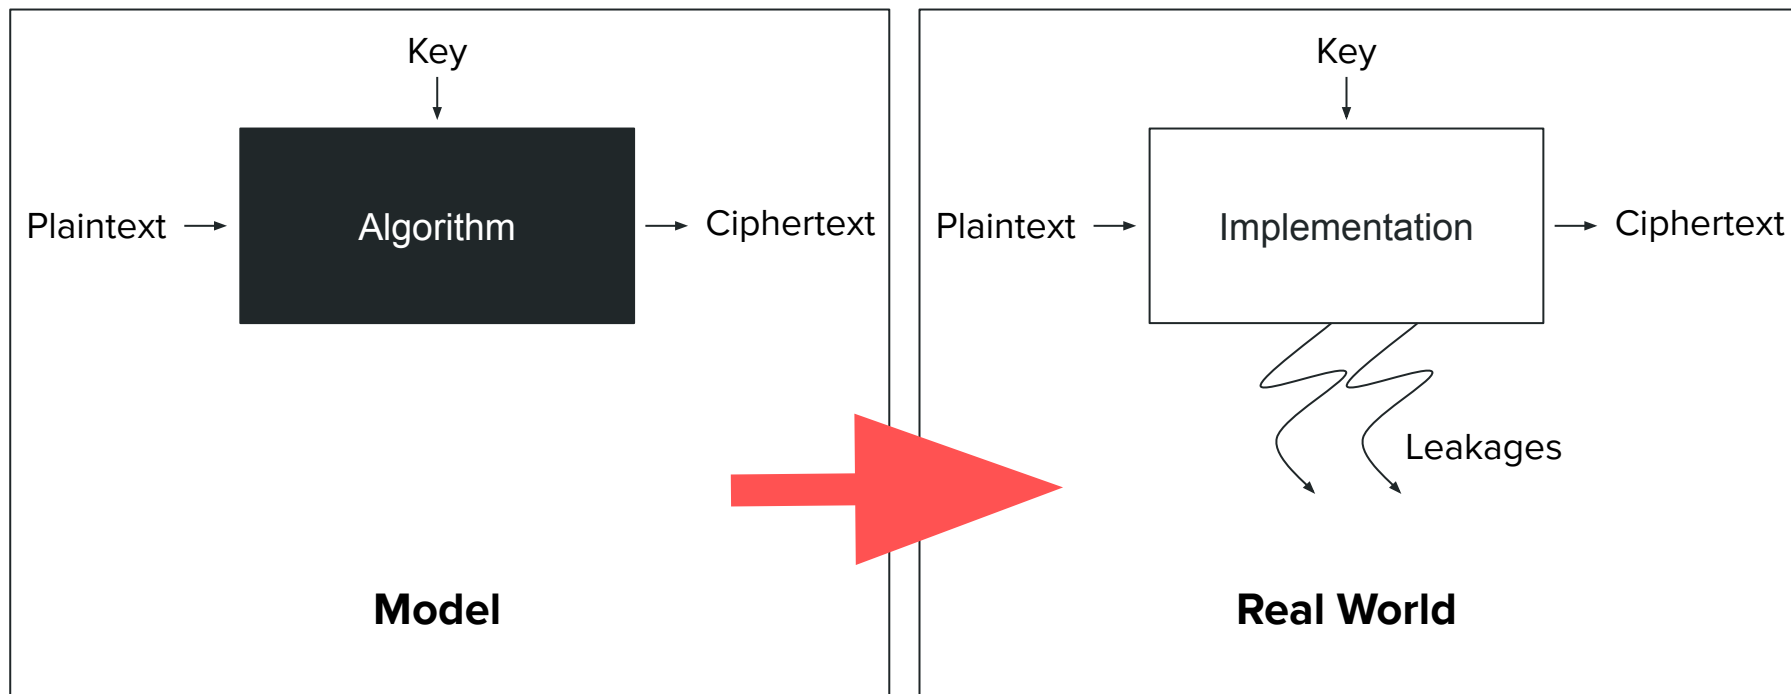 Key
Plaintext
Algorithm
Ciphertext
Model
Key
Plaintext
Implementation
Ciphertext
Leakages
Real World